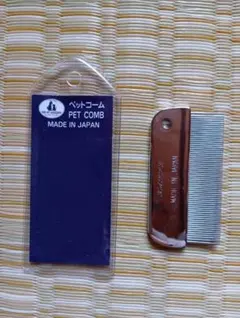 ペットコーム
PET COMB
MADE IN JAPAN
MADE IN JAPAN